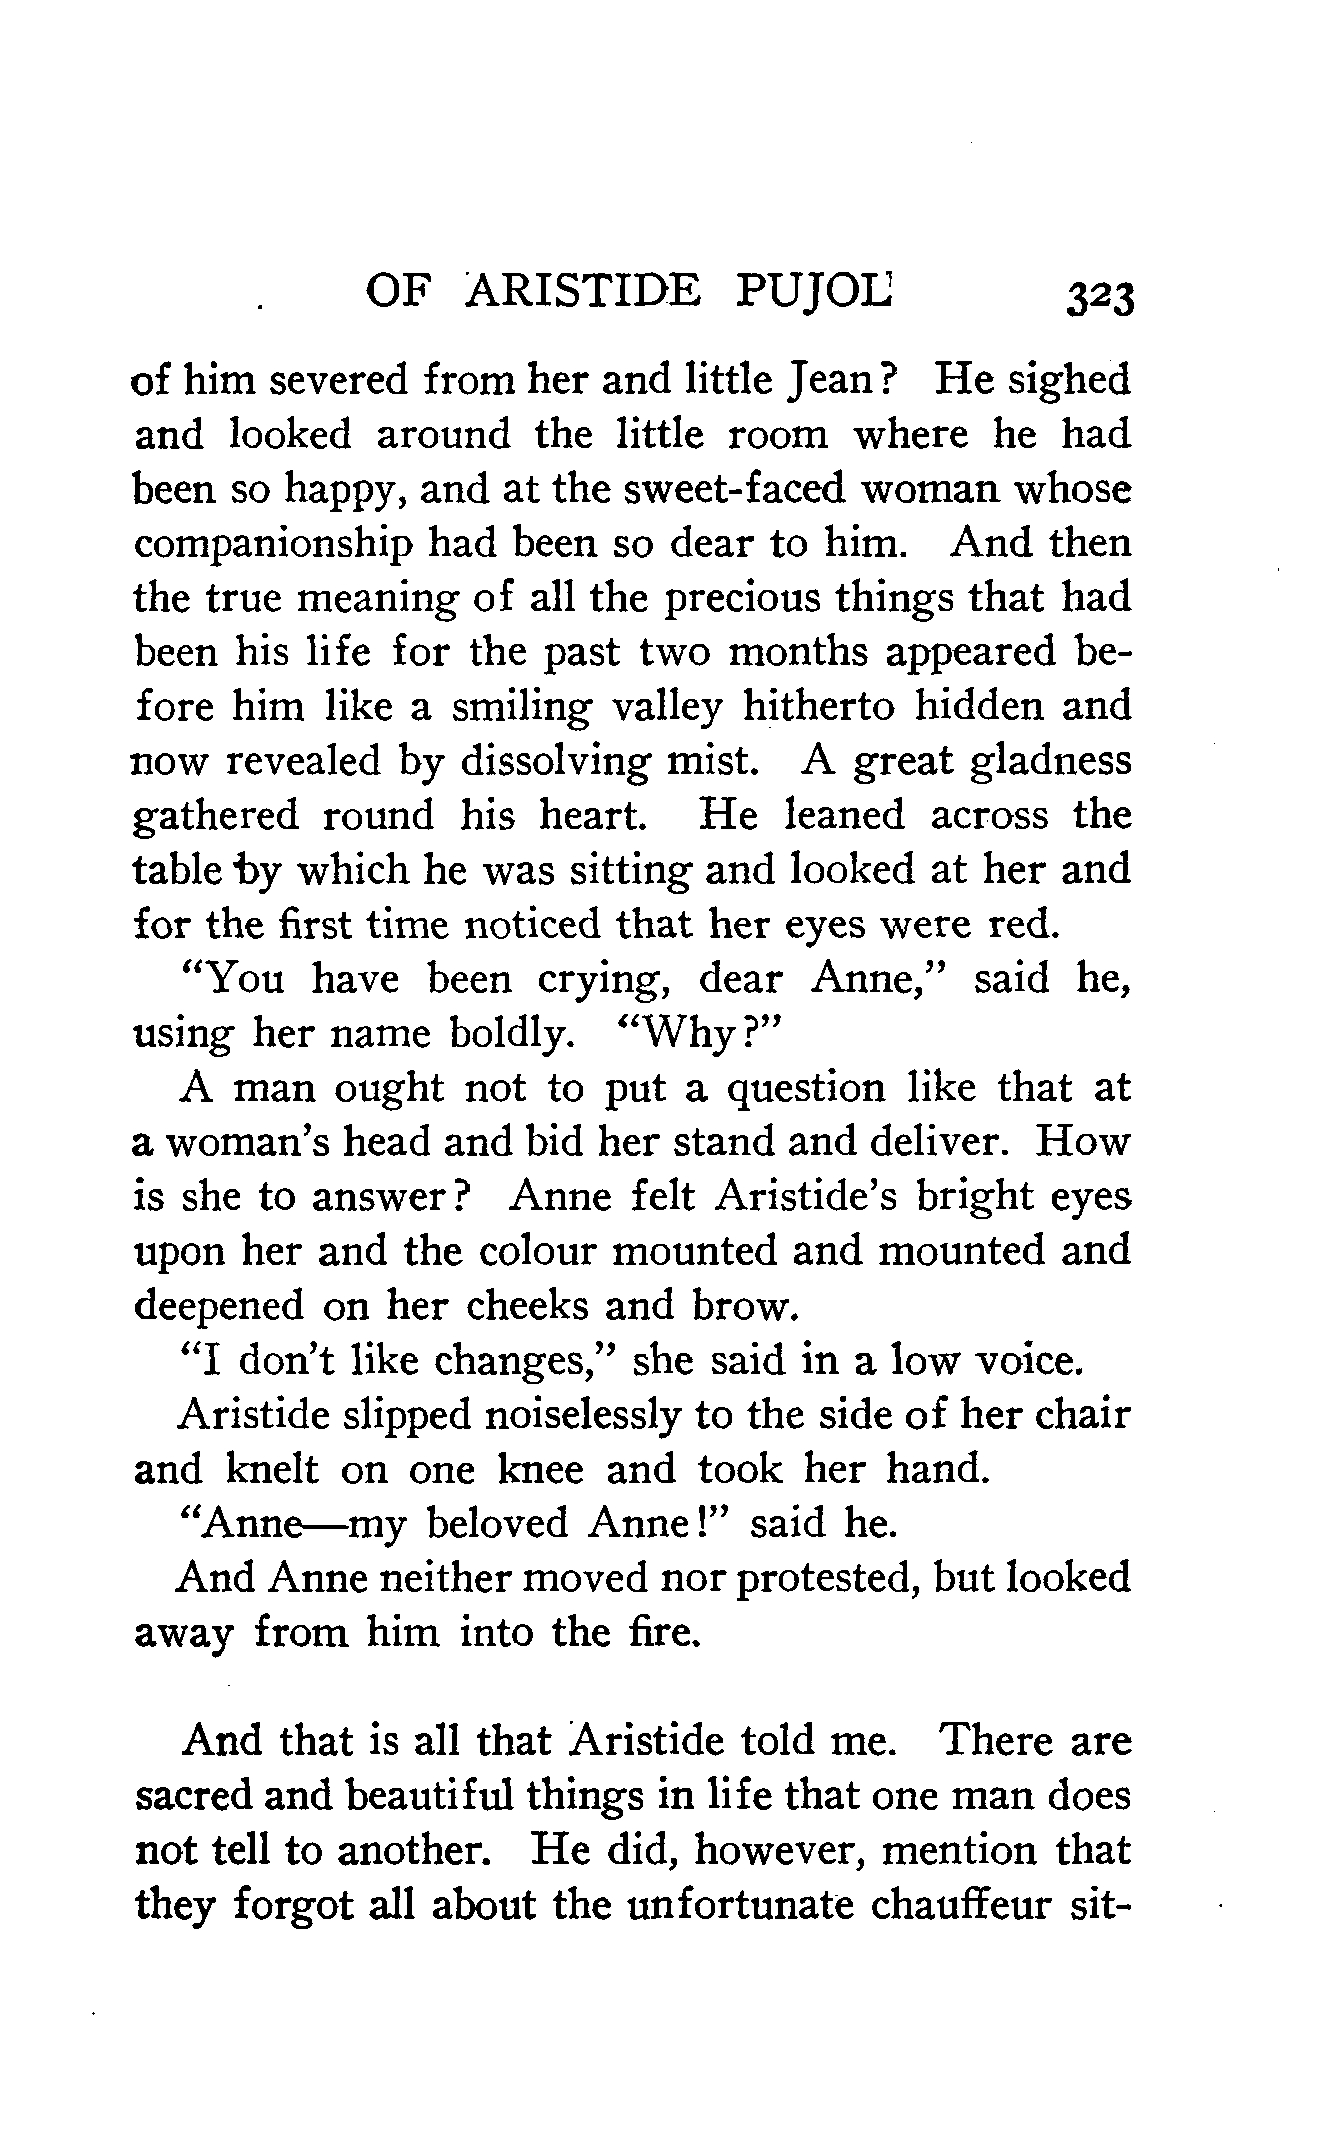 OF ARISTIDE PUJOL 323
of him severed from her and little Jean? He sighed
and looked around the little room where he had
been so happy, and at the sweet-faced woman whose
companionship had been so dear to him. And then
the true meaning of all the precious things that had
been his life for the past two months appeared be-
fore him like a smiling valley hitherto hidden and
now revealed by dissolving mist. A great gladness
gathered round his heart. He leaned across the
table by which he was sitting and looked at her and
for the first time noticed that her eyes were red.
"You have been crying, dear Anne," said he,
using her name boldly. "Why?"
A man ought not to put a question like that at
a woman's head and bid her stand and deliver. How
is she to answer? Anne felt Aristide's bright eyes
upon her and the colour mounted and mounted and
deepened on her cheeks and brow.
"I don't like changes," she said in a low voice.
Aristide slipped noiselessly to the side of her chair
and knelt on one knee and took her hand.
"Anne—my beloved Anne!" said he.
And Anne neither moved nor protested, but looked
away from him into the fire.
And that is all that Aristide told me. There are
sacred and beautiful things in life that one man does
not tell to another. He did, however, mention that
they forgot all about the unfortunate chauffeur sit-